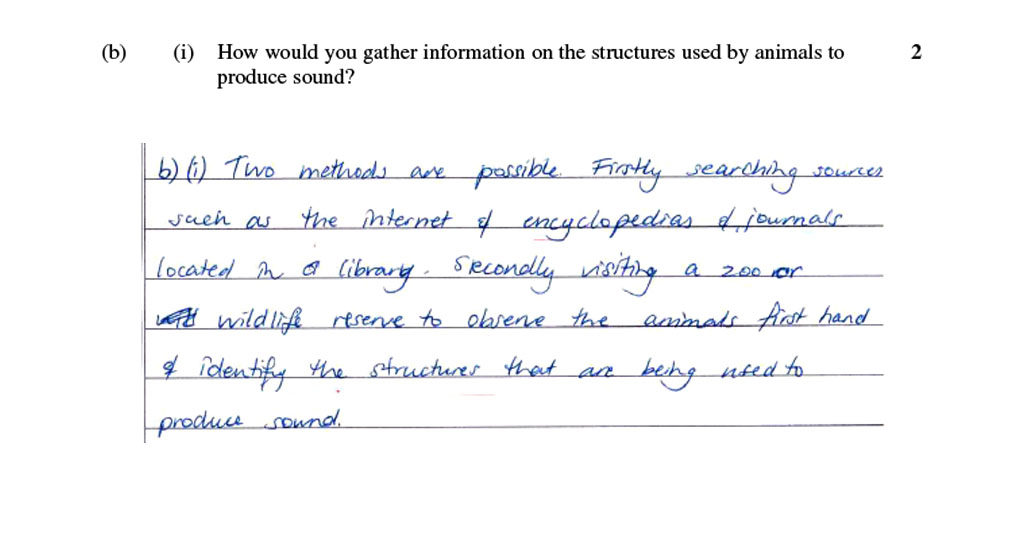 (b) (i) How would you gather information on the structures used by animals to 2
produce sound?
b) (i) Two methods are possible. Firstly searching sources
such as the internet & encyclopedias & journals
located in a library. Secondly visiting a zoo or
wildlife reserve to observe the animals first hand
& identify the structures that are being used to
produce sound.